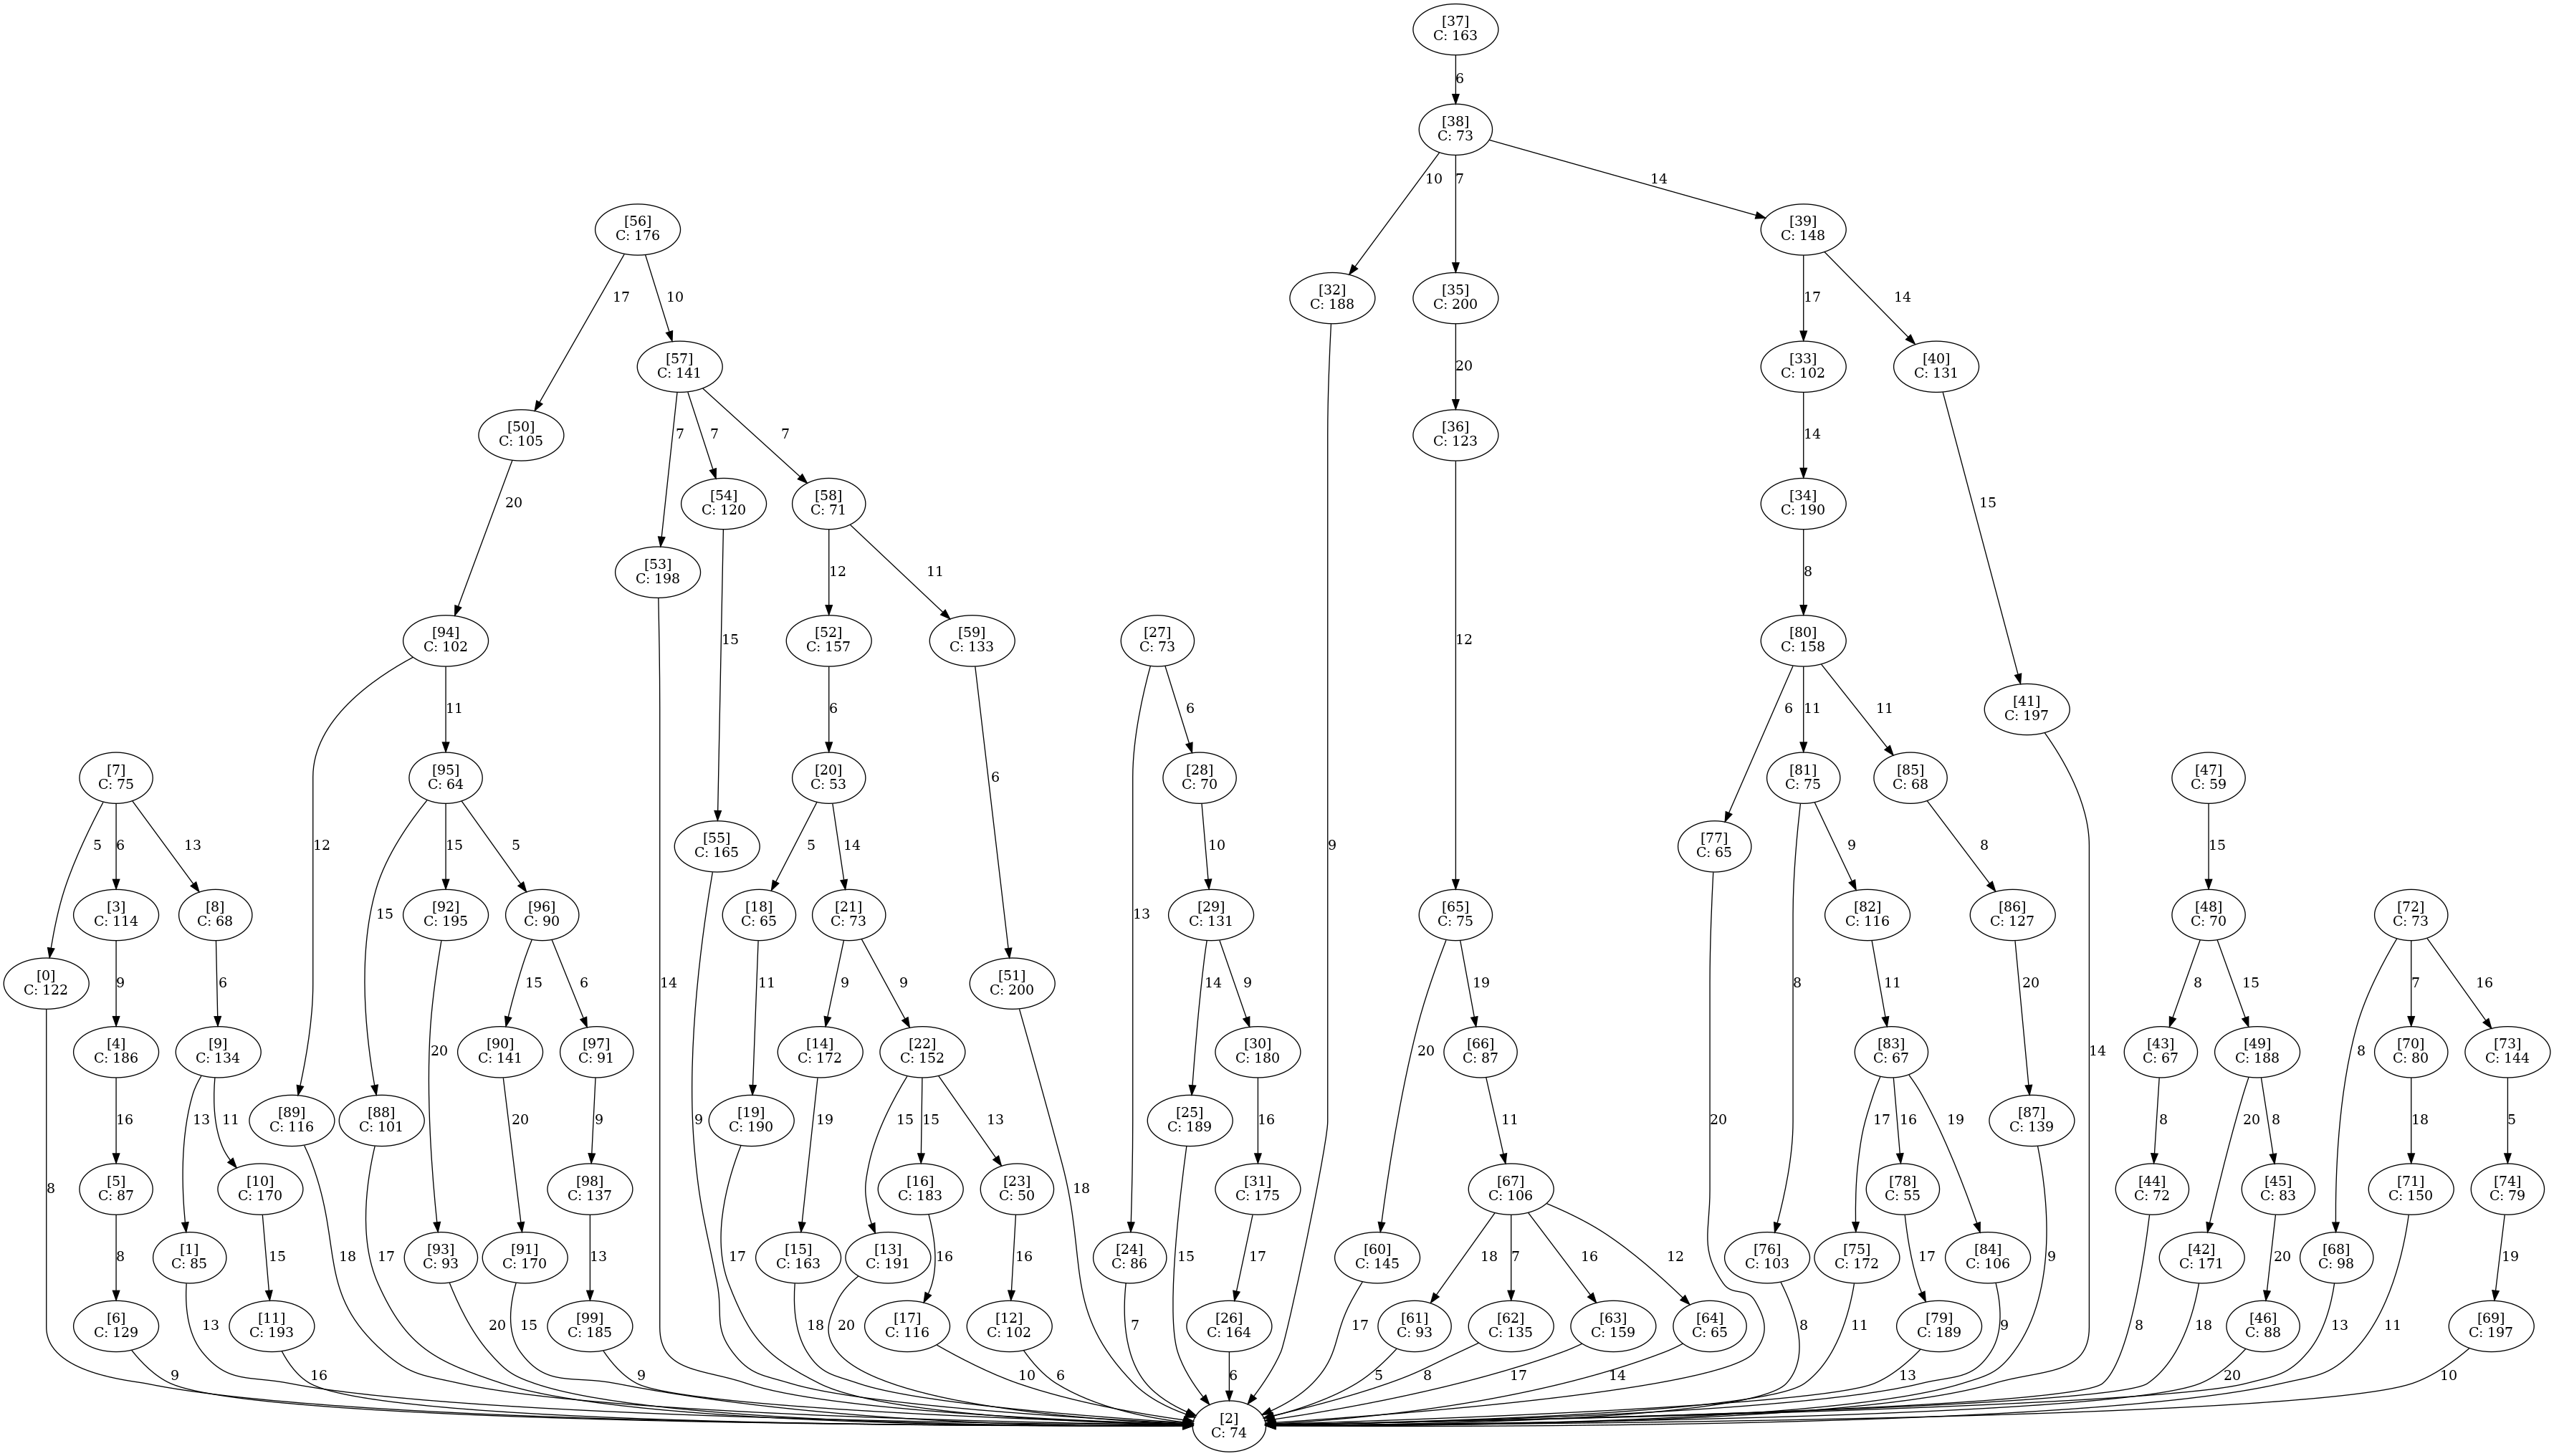 [37]
C: 163
6
[38]
C: 73
10
7
14
[56]
C: 176
[39]
C: 148
17
10
[32]
C: 188
[35]
C: 200
17
14
[57]
C: 141
20
[33]
C: 102
[40]
C: 131
[50]
C: 105
7
7
7
[36]
C: 123
14
20
[54]
C: 120
[58]
C: 71
[34]
C: 190
15
[53]
C: 198
12
11
8
[94]
C: 102
15
[52]
C: 157
[59]
C: 133
[27]
C: 73
12
[80]
C: 158
11
6
6
6
11
11
[41]
C: 197
[7]
C: 75
[95]
C: 64
[20]
C: 53
6
[28]
C: 70
[81]
C: 75
[85]
C: 68
[47]
C: 59
5
6
13
12
15
5
[55]
C: 165
5
14
10
9
[77]
C: 65
9
8
15
[3]
C: 114
[8]
C: 68
15
[92]
C: 195
[96]
C: 90
[18]
C: 65
[21]
C: 73
13
[29]
C: 131
[65]
C: 75
[82]
C: 116
[86]
C: 127
[48]
C: 70
[72]
C: 73
[0]
C: 122
9
6
15
6
14
11
9
9
[51]
C: 200
14
9
19
8
11
20
8
15
7
16
[4]
C: 186
[9]
C: 134
20
[90]
C: 141
[97]
C: 91
[14]
C: 172
[22]
C: 152
[30]
C: 180
20
[66]
C: 87
[83]
C: 67
14
[43]
C: 67
[49]
C: 188
8
[70]
C: 80
[73]
C: 144
16
13
11
[89]
C: 116
[88]
C: 101
20
9
9
[19]
C: 190
19
15
15
13
[25]
C: 189
16
11
20
17
16
19
[87]
C: 139
8
20
8
18
5
8
[5]
C: 87
[10]
C: 170
[98]
C: 137
[16]
C: 183
[23]
C: 50
18
[31]
C: 175
[67]
C: 106
[78]
C: 55
[44]
C: 72
[45]
C: 83
[71]
C: 150
[74]
C: 79
8
[1]
C: 85
15
18
17
[93]
C: 93
[91]
C: 170
13
17
[15]
C: 163
[13]
C: 191
16
16
[24]
C: 86
15
17
[60]
C: 145
18
7
16
12
[76]
C: 103
[75]
C: 172
17
[84]
C: 106
9
[42]
C: 171
20
[68]
C: 98
19
[6]
C: 129
13
[11]
C: 193
20
15
[99]
C: 185
18
20
[17]
C: 116
[12]
C: 102
7
[26]
C: 164
17
[61]
C: 93
[62]
C: 135
[63]
C: 159
[64]
C: 65
8
11
[79]
C: 189
9
8
18
[46]
C: 88
13
11
[69]
C: 197
9
16
9
10
6
6
5
8
17
14
13
20
10
[2]
C: 74